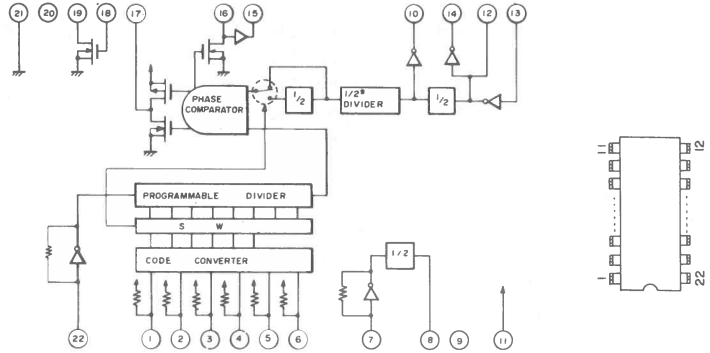 21 20 19 18 17 16 15 10 14 12 13
PHASE
COMPARATOR
1/2
1/2⁸
DIVIDER
1/2
11 12
PROGRAMMABLE DIVIDER
S W
CODE CONVERTER
1/2
1 22
22 1 2 3 4 5 6 7 8 9 11